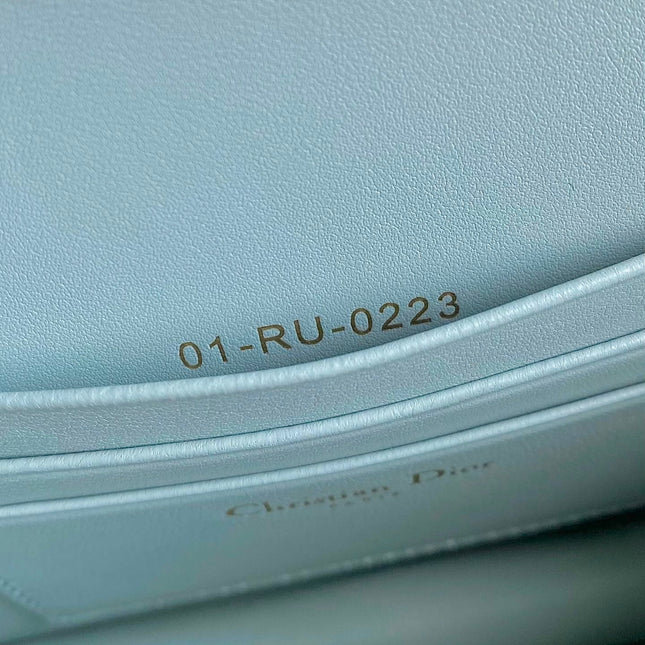 01-RU-0223
Christian Dior
PARIS